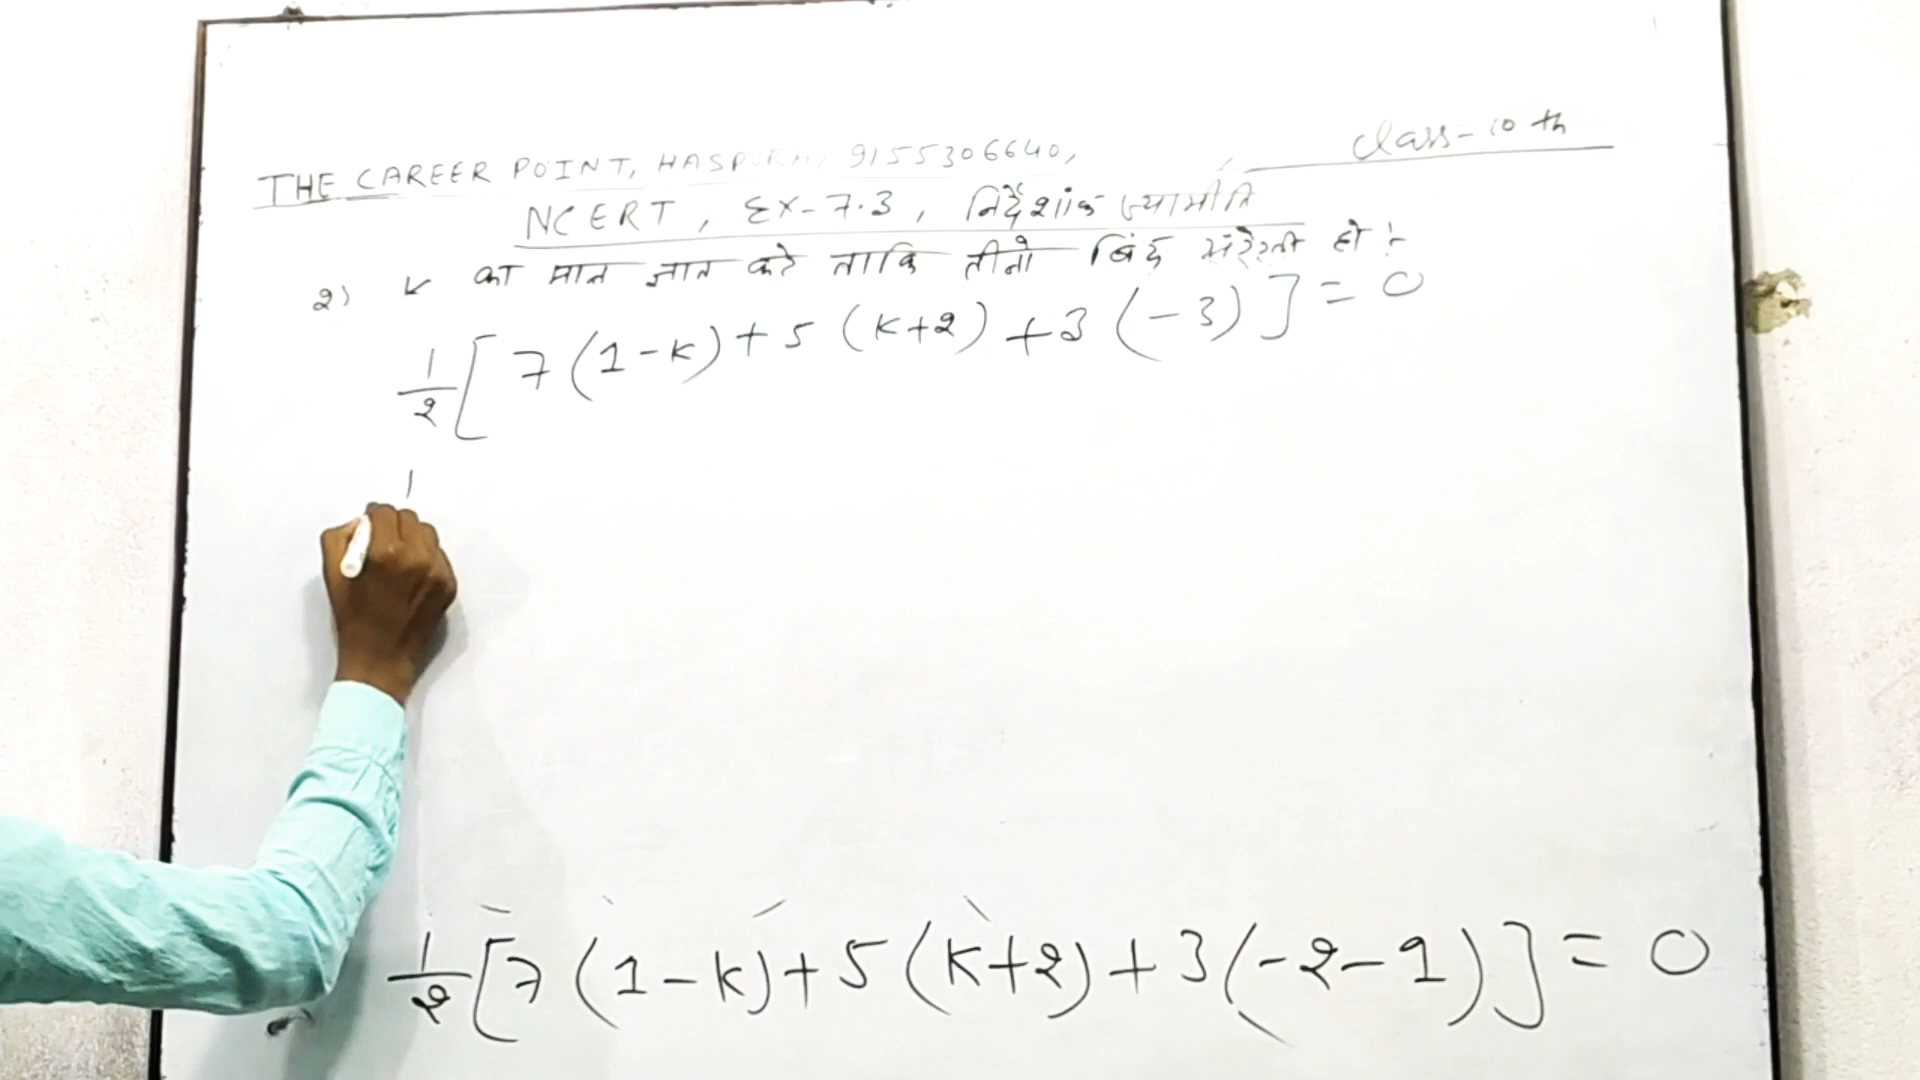 THE CAREER POINT, HASPURA, 9155306640,
Class-10th
NCERT, EX-7.3, निर्देशांक ज्यामीति
2) K का मान ज्ञात करें ताकि तीनों बिंदु संरेखी हो :-
1/2 [7(1-K)+5(K+2)+3(-3)] = 0
1
1/2 [7(1-K)+5(K+2)+3(-2-1)] = 0